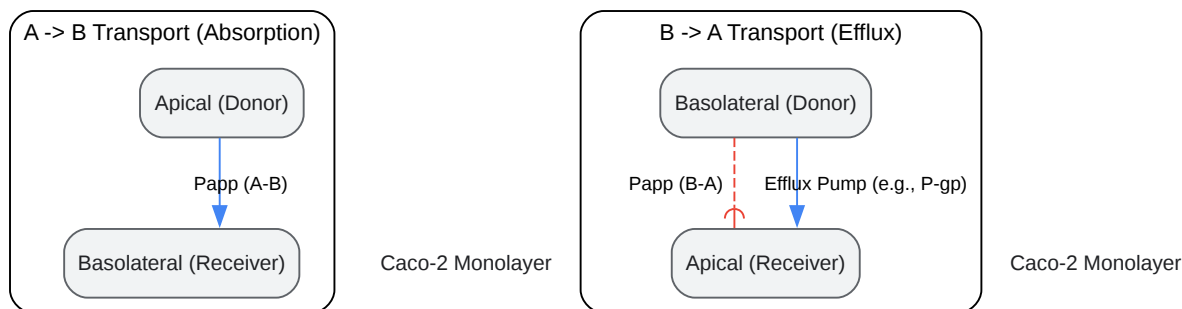 A -> B Transport (Absorption)
Apical (Donor)
Papp (A-B)
Basolateral (Receiver)
Caco-2 Monolayer
B -> A Transport (Efflux)
Basolateral (Donor)
Papp (B-A)
Efflux Pump (e.g., P-gp)
Apical (Receiver)
Caco-2 Monolayer